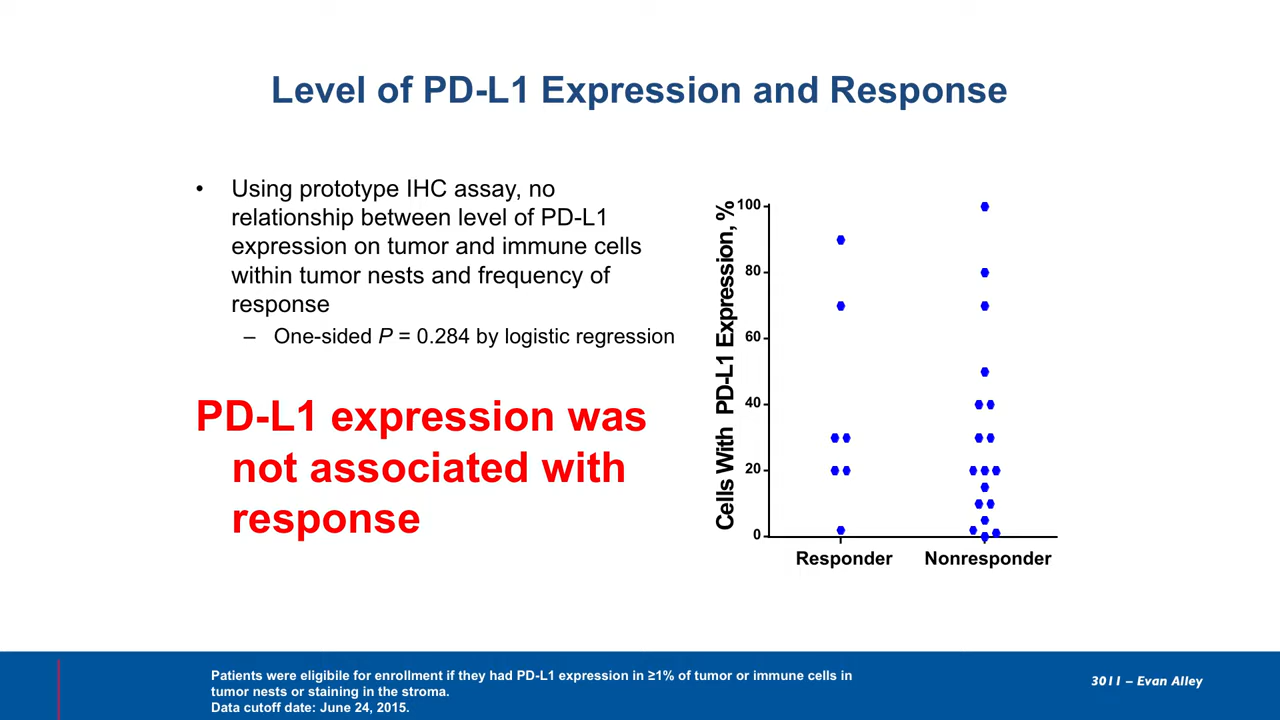 Level of PD-L1 Expression and Response
• Using prototype IHC assay, no
relationship between level of PD-L1
expression on tumor and immune cells
within tumor nests and frequency of
response
– One-sided P = 0.284 by logistic regression
PD-L1 expression was
not associated with
response
Cells With PD-L1 Expression, %
100
80
60
40
20
0
Responder
Nonresponder
Patients were eligibile for enrollment if they had PD-L1 expression in ≥1% of tumor or immune cells in
tumor nests or staining in the stroma.
Data cutoff date: June 24, 2015.
3011 – Evan Alley